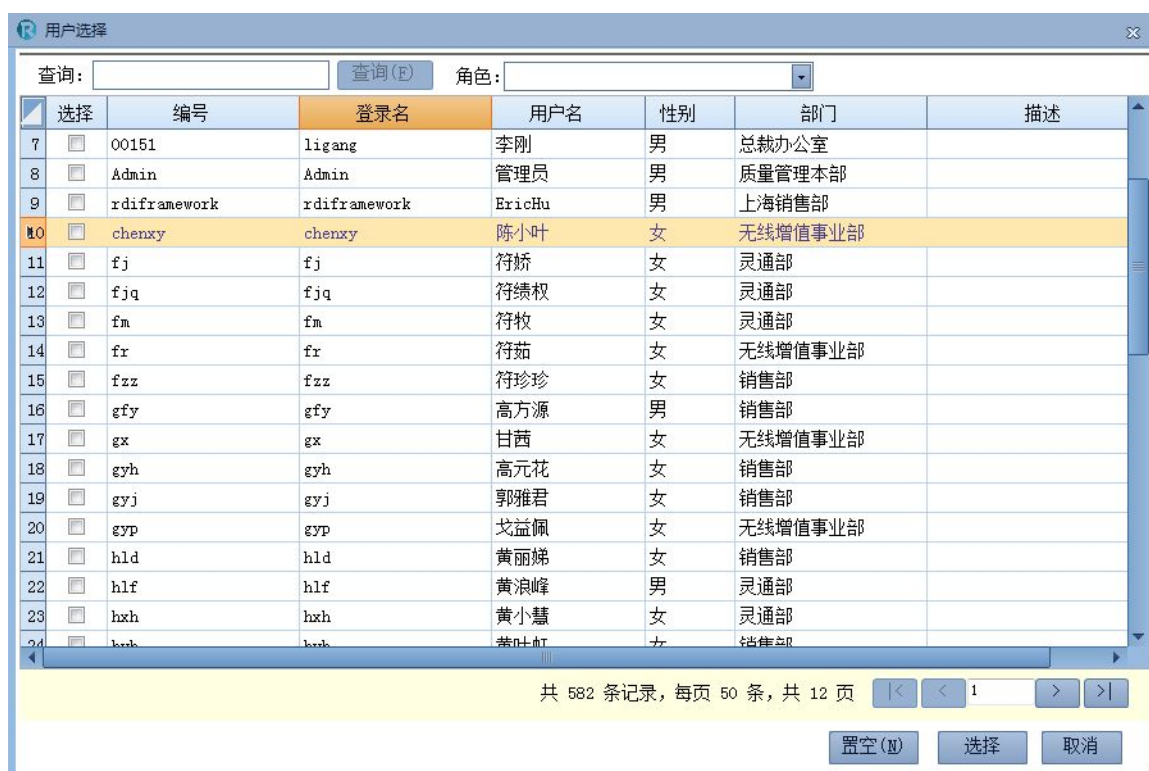 用户选择
查询: 查询(F) 角色:
选择 编号 登录名 用户名 性别 部门 描述
7 00151 ligang 李刚 男 总裁办公室
8 Admin Admin 管理员 男 质量管理本部
9 rdiframework rdiframework EricHu 男 上海销售部
10 chenxy chenxy 陈小叶 女 无线增值事业部
11 fj fj 符娇 女 灵通部
12 fjq fjq 符绩权 女 灵通部
13 fm fm 符牧 女 灵通部
14 fr fr 符茹 女 无线增值事业部
15 fzz fzz 符珍珍 女 销售部
16 gfy gfy 高方源 男 销售部
17 gx gx 甘茜 女 无线增值事业部
18 gyh gyh 高元花 女 销售部
19 gyj gyj 郭雅君 女 销售部
20 gyp gyp 戈益佩 女 无线增值事业部
21 hld hld 黄丽娣 女 销售部
22 hlf hlf 黄浪峰 男 灵通部
23 hxh hxh 黄小慧 女 灵通部
24 黄叶虹 女 销售部
共 582 条记录，每页 50 条，共 12 页 |< < 1 > >|
置空(N) 选择 取消